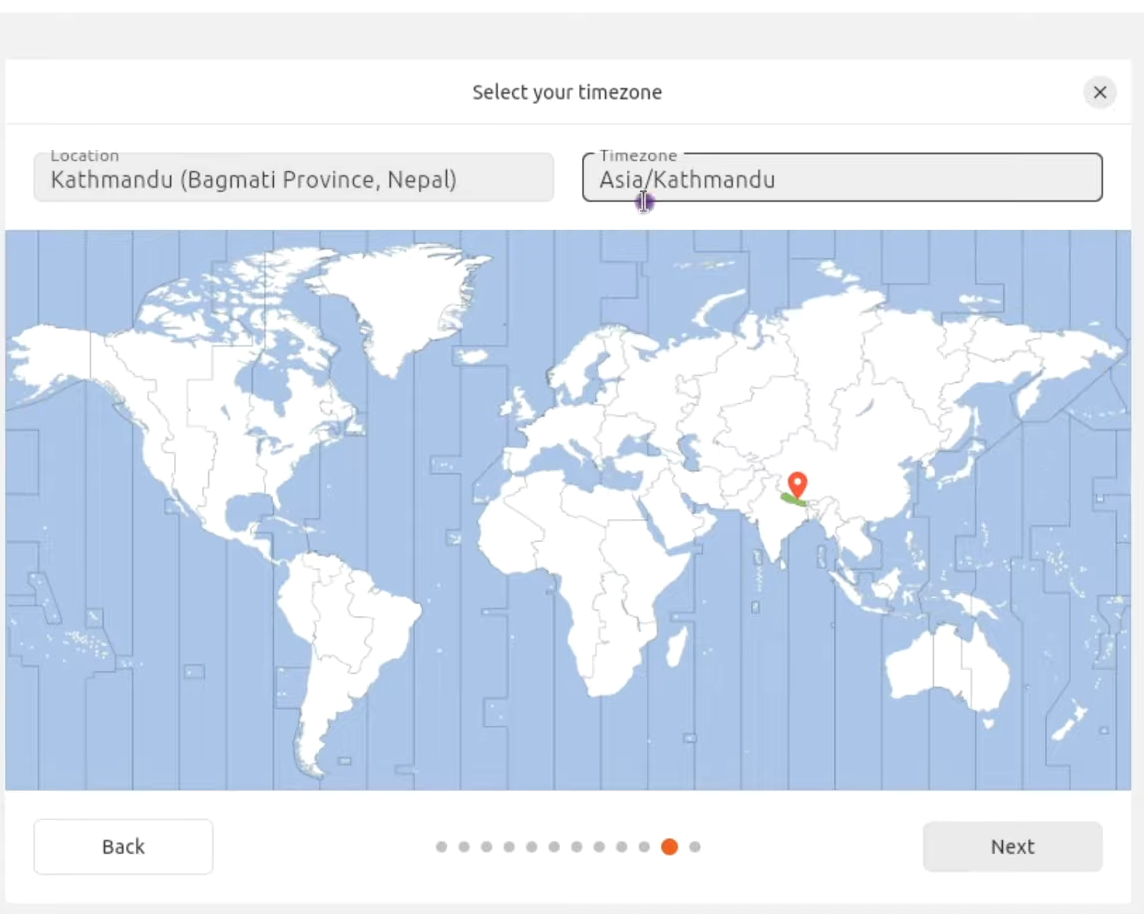 Select your timezone
Location
Kathmandu (Bagmati Province, Nepal)
Timezone
Asia/Kathmandu
Back
Next